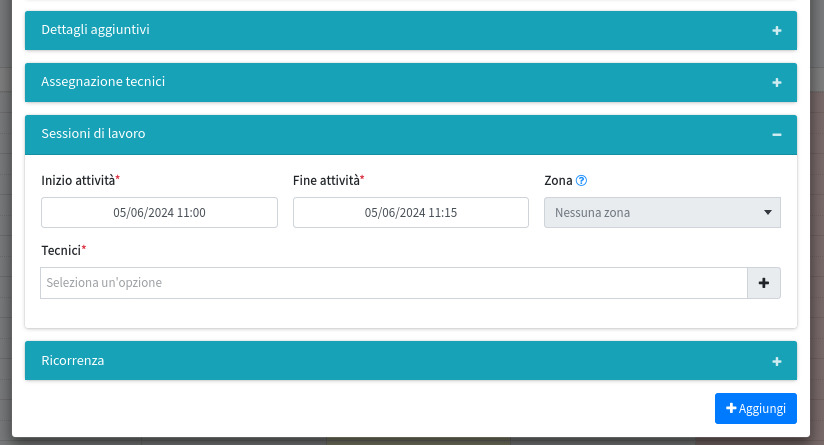 Dettagli aggiuntivi
Assegnazione tecnici
Sessioni di lavoro
Inizio attività* Fine attività* Zona
05/06/2024 11:00 05/06/2024 11:15 Nessuna zona
Tecnici*
Seleziona un'opzione
Ricorrenza
Aggiungi